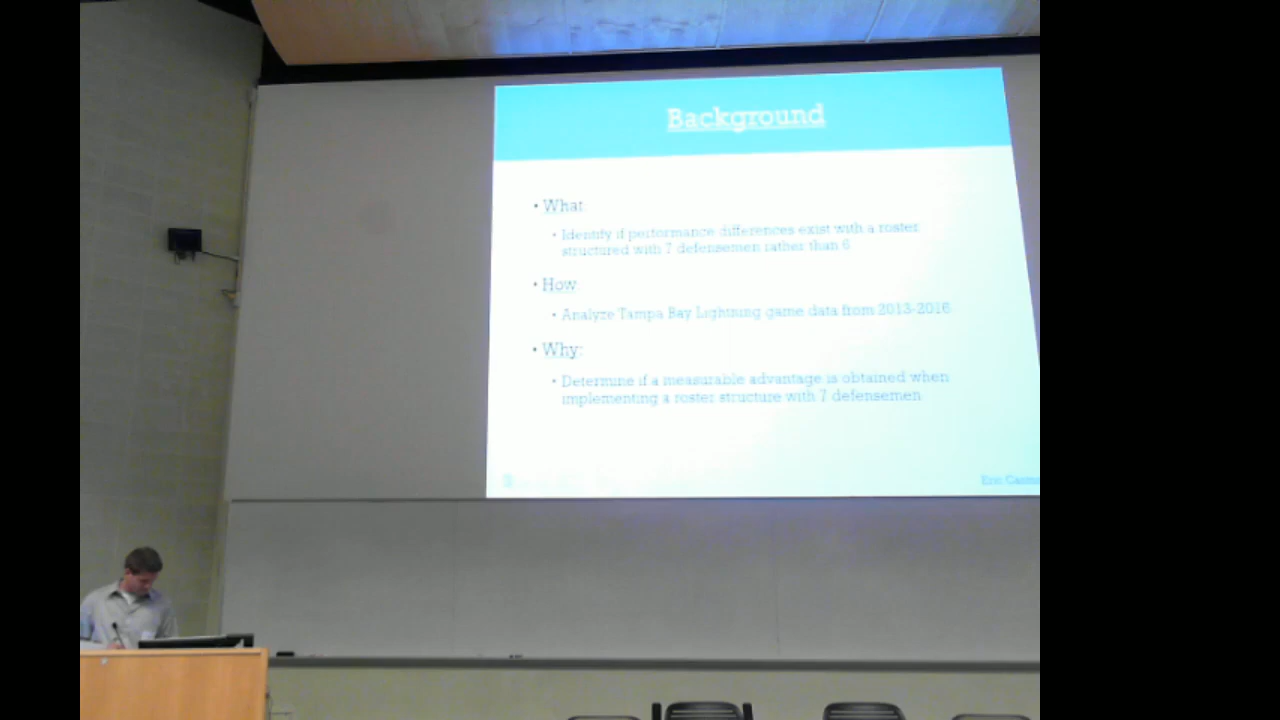 Background
• What:
• Identify if performance differences exist with a roster
structured with 7 defensemen rather than 6
• How:
• Analyze Tampa Bay Lightning game data from 2013-2016
• Why:
• Determine if a measurable advantage is obtained when
implementing a roster structure with 7 defensemen
Eric